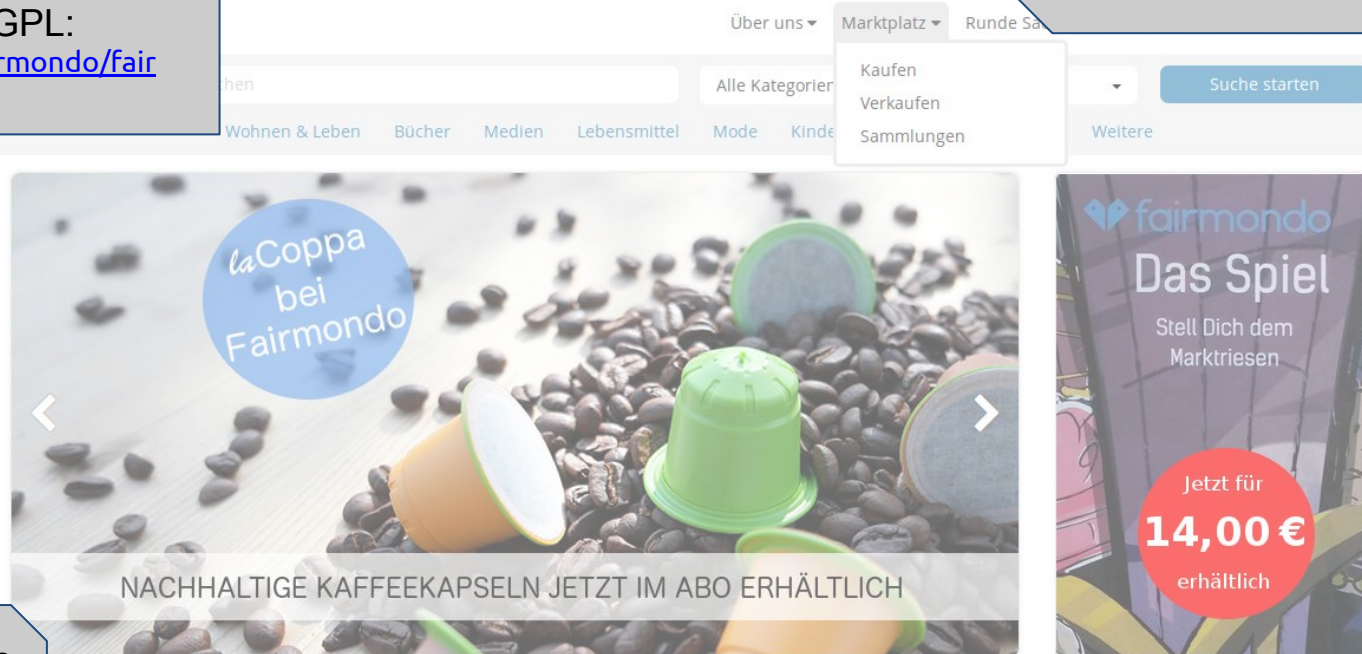 GPL:
rmondo/fair
Über uns
Marktplatz
Runde
Kaufen
Verkaufen
Sammlungen
Alle Kategorien
Suche starten
Wohnen & Leben
Bücher
Medien
Lebensmittel
Mode
Kinde
Weitere
laCoppa
bei
Fairmondo
NACHHALTIGE KAFFEEKAPSELN JETZT IM ABO ERHÄLTLICH
fairmondo
Das Spiel
Stell Dich dem
Marktriesen
Jetzt für
14,00 €
erhältlich